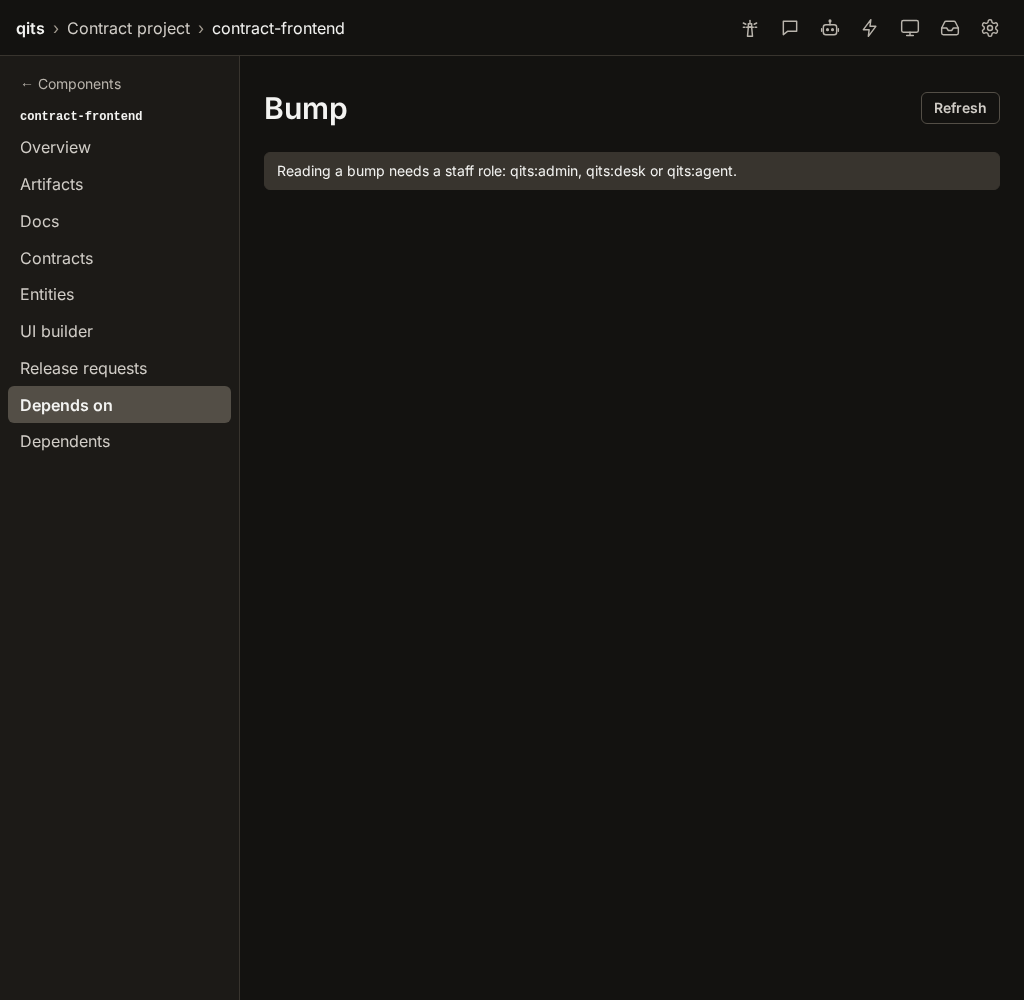 qits › Contract project › contract-frontend
← Components
contract-frontend
Overview
Artifacts
Docs
Contracts
Entities
UI builder
Release requests
Depends on
Dependents
Bump
Refresh
Reading a bump needs a staff role: qits:admin, qits:desk or qits:agent.